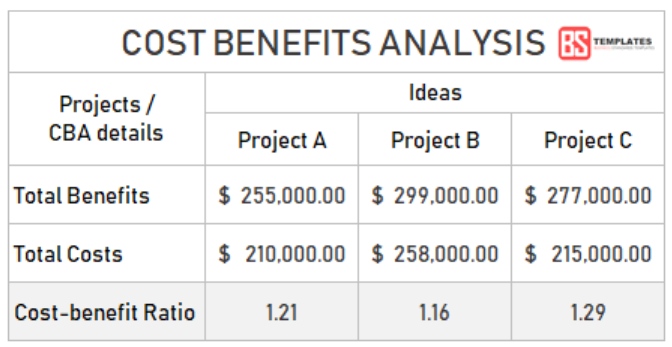 COST BENEFITS ANALYSIS BS TEMPLATES
Ideas
Projects /
CBA details
Project A Project B Project C
Total Benefits $ 255,000.00 $ 299,000.00 $ 277,000.00
Total Costs $ 210,000.00 $ 258,000.00 $ 215,000.00
Cost-benefit Ratio 1.21 1.16 1.29